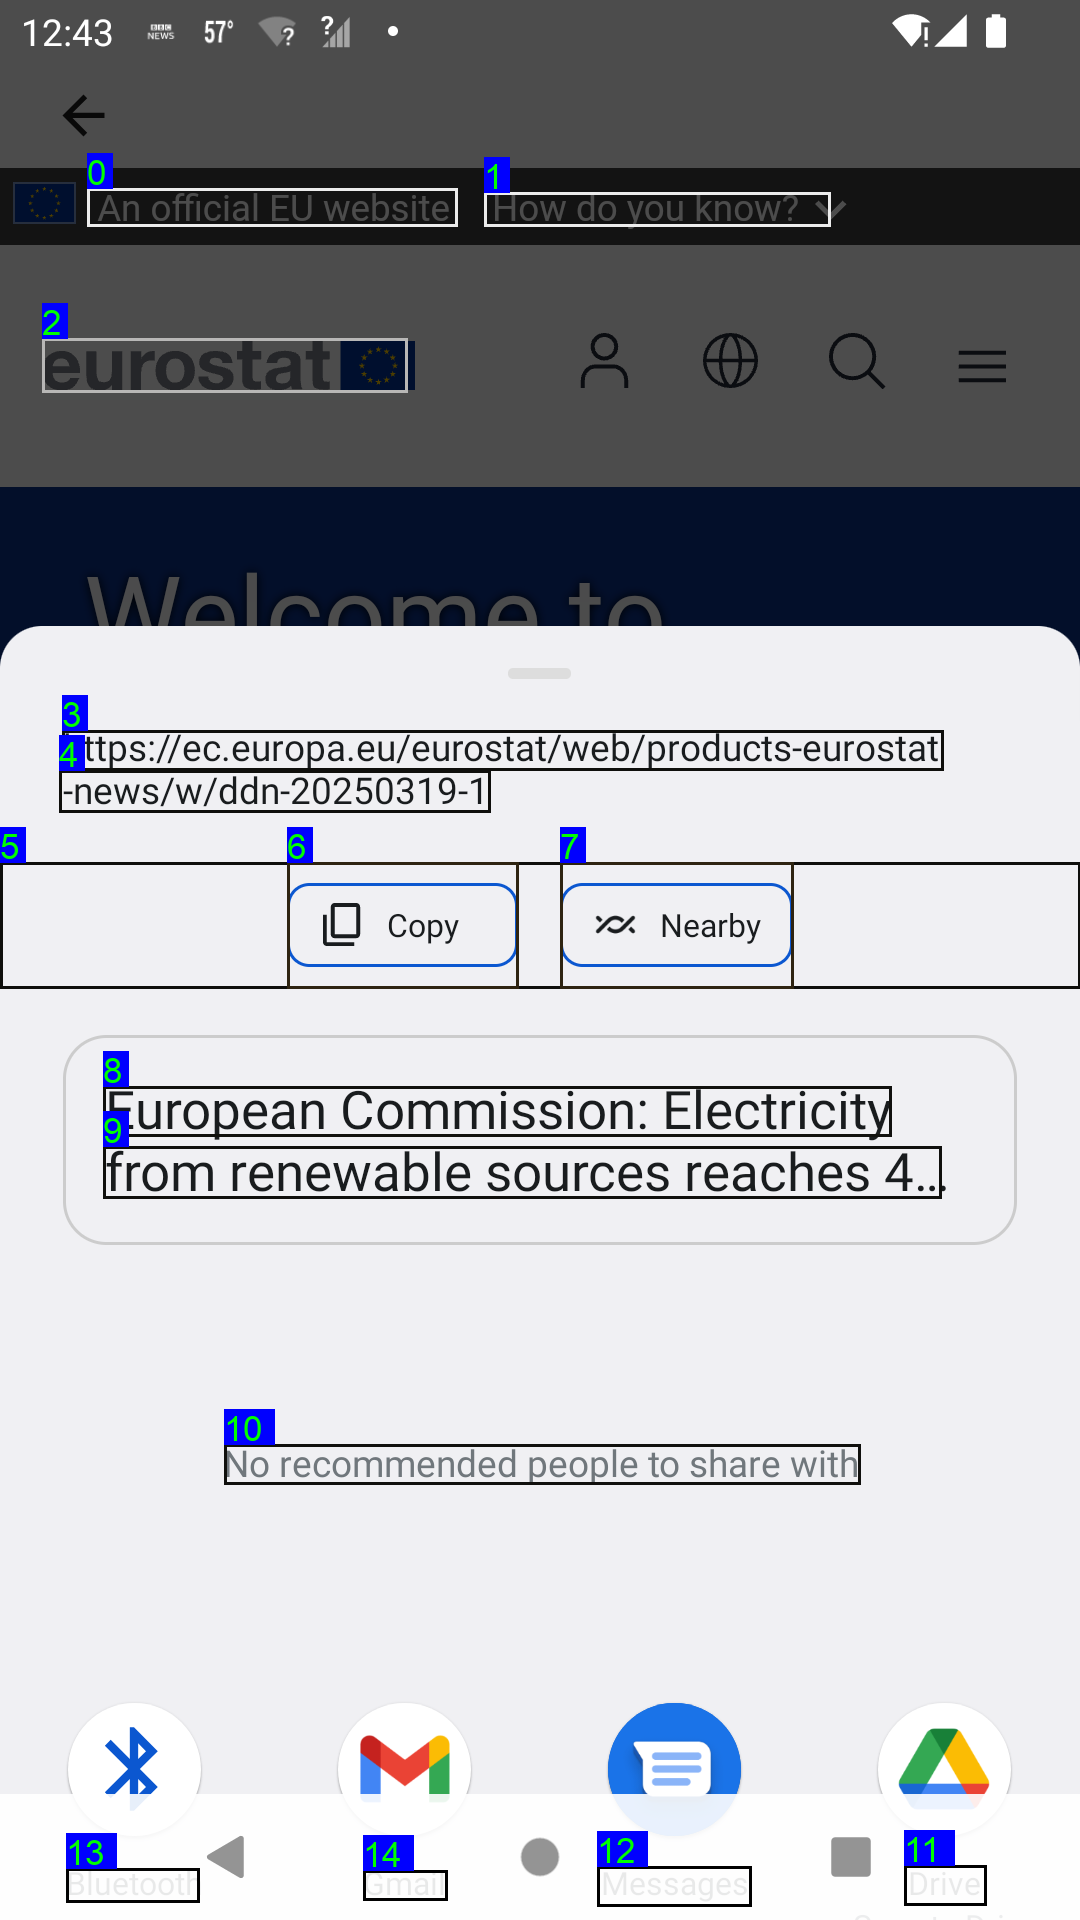 12:43 BBC NEWS 57°
0 1
An official EU website How do you know?
2
eurostat
Welcome to
3
https://ec.europa.eu/eurostat/web/products-eurostat
4
-news/w/ddn-20250319-1
5 6 7
Copy Nearby
8
European Commission: Electricity
9
from renewable sources reaches 4…
10
No recommended people to share with
13 14 12 11
Bluetooth Gmail Messages Drive